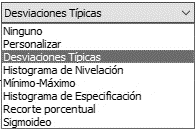 Desviaciones Típicas
Ninguno
Personalizar
Desviaciones Típicas
Histograma de Nivelación
Mínimo-Máximo
Histograma de Especificación
Recorte porcentual
Sigmoideo